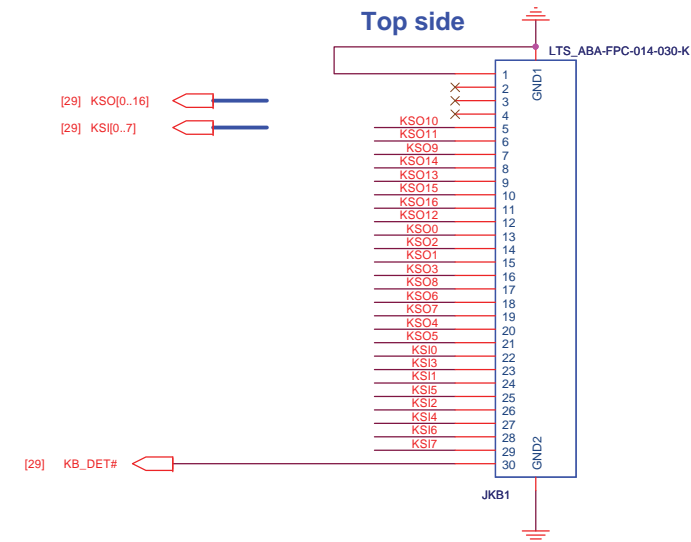 Top side
LTS_ABA-FPC-014-030-K
GND1
[29] KSO[0..16]
[29] KSI[0..7]
1
2
3
4
KSO10 5
KSO11 6
KSO9 7
KSO14 8
KSO13 9
KSO15 10
KSO16 11
KSO12 12
KSO0 13
KSO2 14
KSO1 15
KSO3 16
KSO8 17
KSO6 18
KSO7 19
KSO4 20
KSO5 21
KSI0 22
KSI3 23
KSI1 24
KSI5 25
KSI2 26
KSI4 27
KSI6 28
KSI7 29
[29] KB_DET# 30
GND2
JKB1